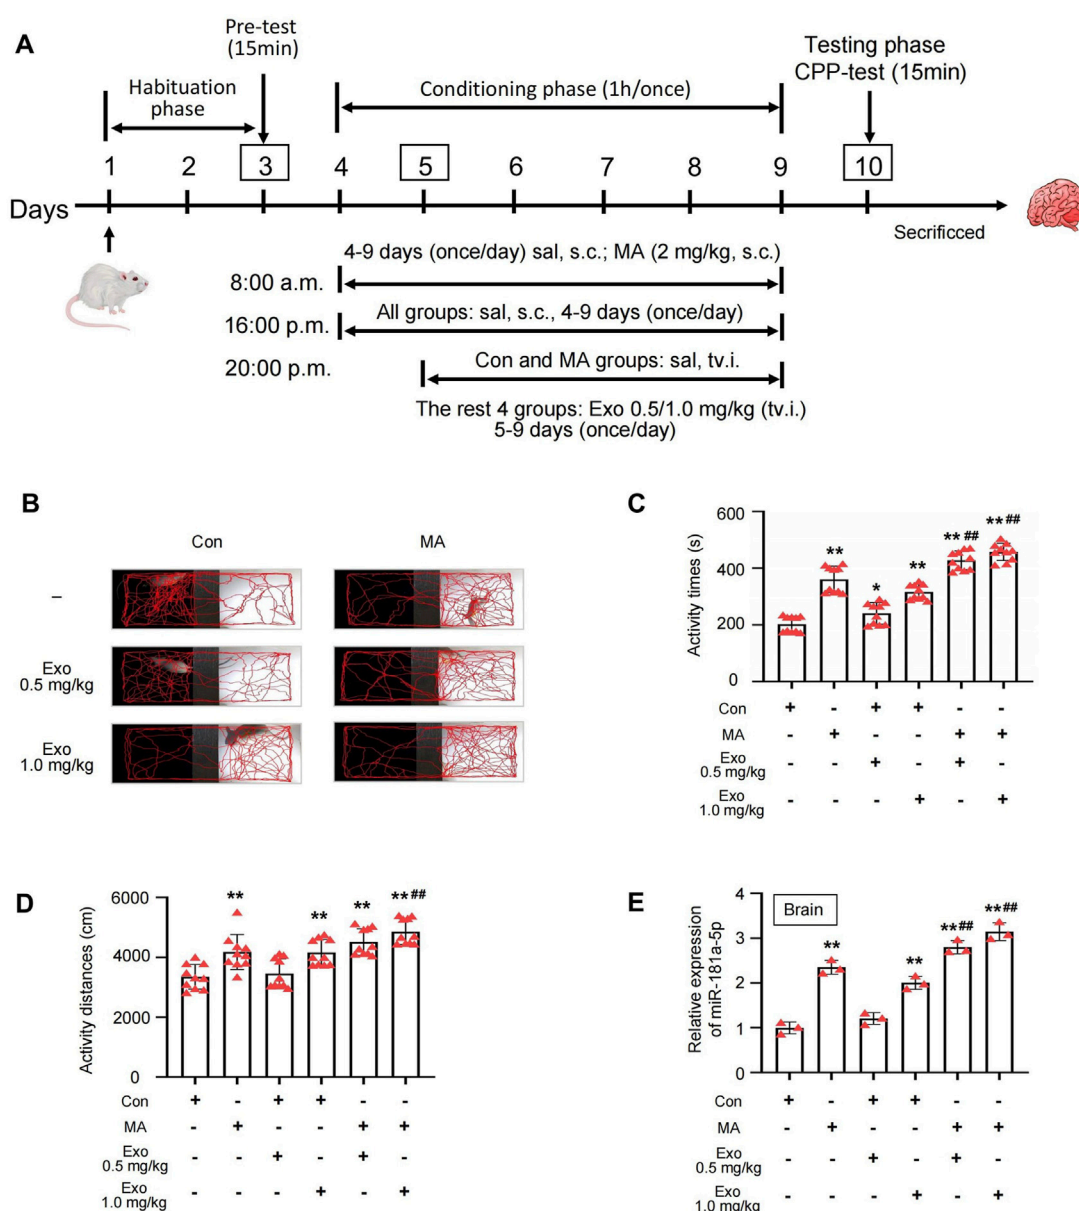 A
Pre-test
(15min)
Testing phase
CPP-test (15min)
Habituation
phase
Conditioning phase (1h/once)
1 2 3 4 5 6 7 8 9 10
Days
Secrificced
4-9 days (once/day) sal, s.c.; MA (2 mg/kg, s.c.)
8:00 a.m.
All groups: sal, s.c., 4-9 days (once/day)
16:00 p.m.
Con and MA groups: sal, tv.i.
20:00 p.m.
The rest 4 groups: Exo 0.5/1.0 mg/kg (tv.i.)
5-9 days (once/day)
B
Con MA
–
Exo
0.5 mg/kg
Exo
1.0 mg/kg
C
Activity times (s)
600
400
200
0
** * ** ** ## ** ##
Con + - + + - -
MA - + - - + +
Exo
0.5 mg/kg - - + - + -
Exo
1.0 mg/kg - - - + - +
D
Activity distances (cm)
6000
4000
2000
0
** ** ** ** ##
Con + - + + - -
MA - + - - + +
Exo
0.5 mg/kg - - + - + -
Exo
1.0 mg/kg - - - + - +
E
Brain
Relative expression
of miR-181a-5p
4
3
2
1
0
** ** ** ## ** ##
Con + - + + - -
MA - + - - + +
Exo
0.5 mg/kg - - + - + -
Exo
1.0 mg/kg - - - + - +